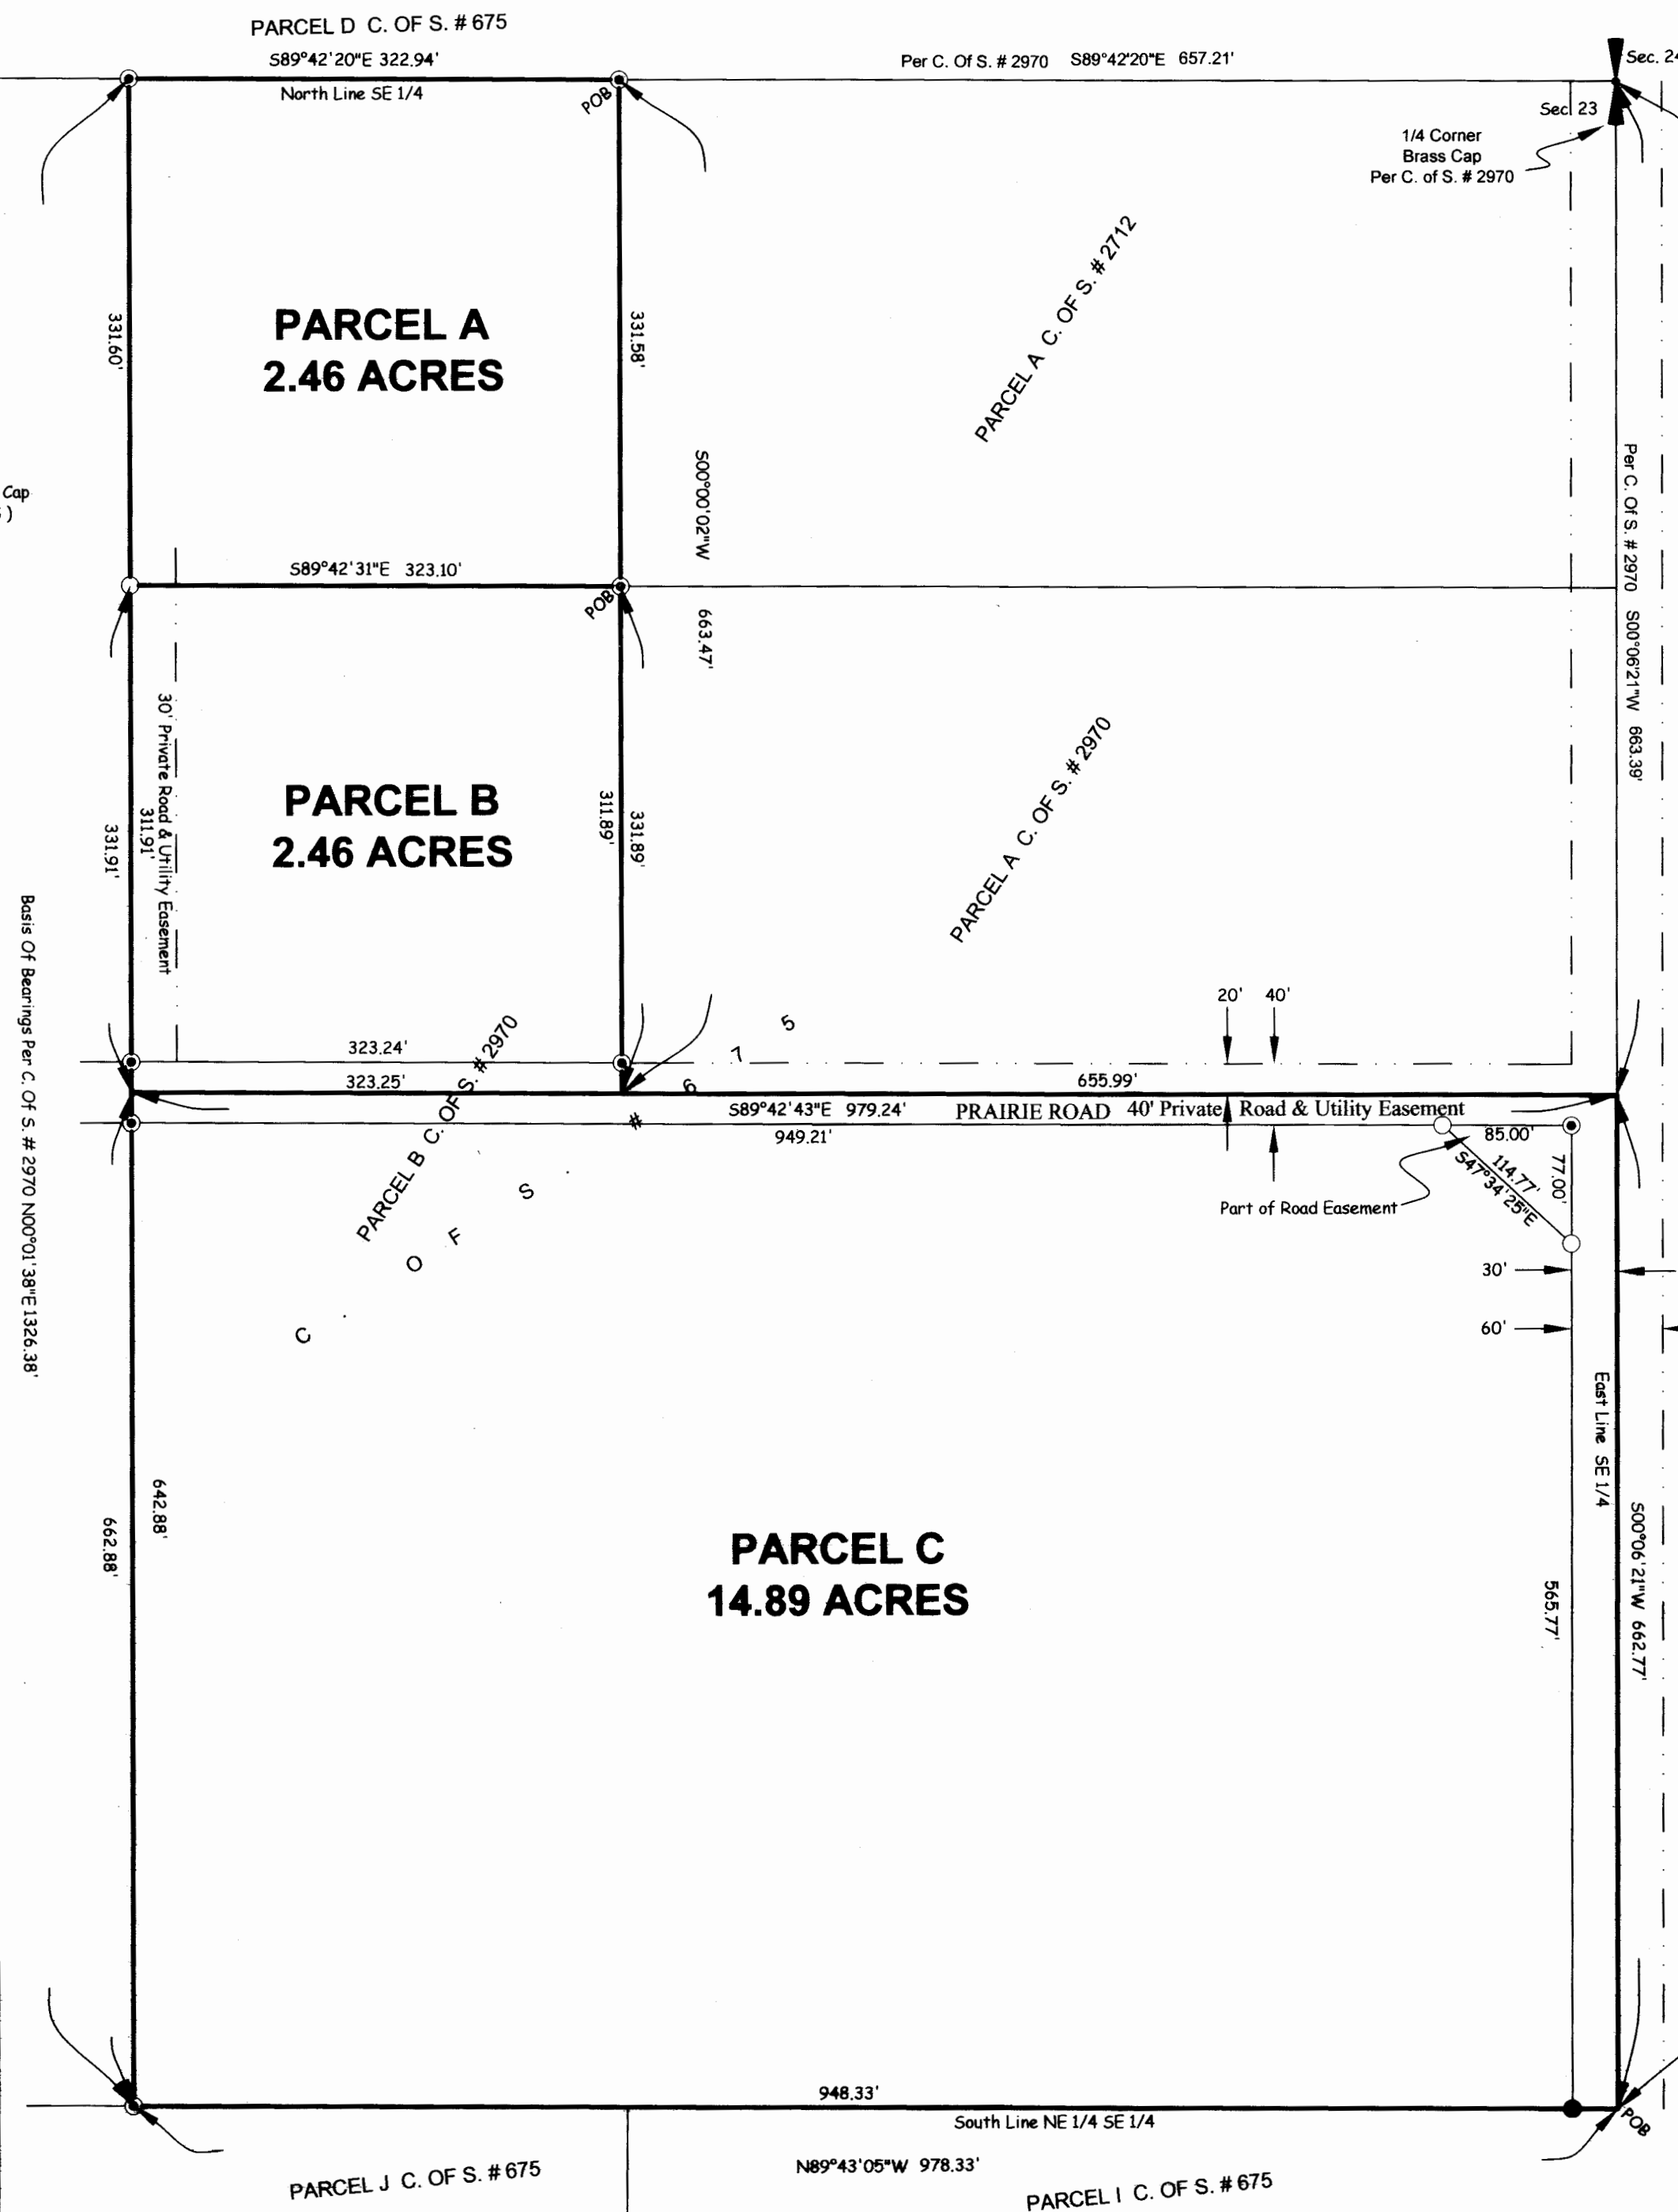 PARCEL D C. OF S. # 675
S89°42'20"E 322.94'
Per C. Of S. # 2970 S89°42'20"E 657.21'
Sec. 24
North Line SE 1/4
POB
Sec. 23
1/4 Corner
Brass Cap
Per C. of S. # 2970
PARCEL A C. OF S. # 2712
331.60'
PARCEL A
2.46 ACRES
331.58'
S00°00'02"W 663.47'
Per C. Of S. # 2970 S00°06'21"W 663.39'
Cap
)
S89°42'31"E 323.10'
POB
30' Private Road & Utility Easement
PARCEL B
2.46 ACRES
311.89'
331.89'
311.91'
331.91'
PARCEL A C. OF S. # 2970
Basis Of Bearings Per C. Of S. # 2970 N00°01'38"E 1326.38'
20' 40'
323.24'
323.25'
655.99'
S89°42'43"E 979.24'
PRAIRIE ROAD 40' Private Road & Utility Easement
949.21'
85.00'
PARCEL B C. OF S. # 2970
C. OF S. # 675
114.77'
S47°34'25"E
77.00'
Part of Road Easement
30'
60'
East Line SE 1/4
642.88'
662.88'
PARCEL C
14.89 ACRES
565.77'
S00°06'21"W 662.77'
948.33'
South Line NE 1/4 SE 1/4
POB
N89°43'05"W 978.33'
PARCEL J C. OF S. # 675
PARCEL I C. OF S. # 675